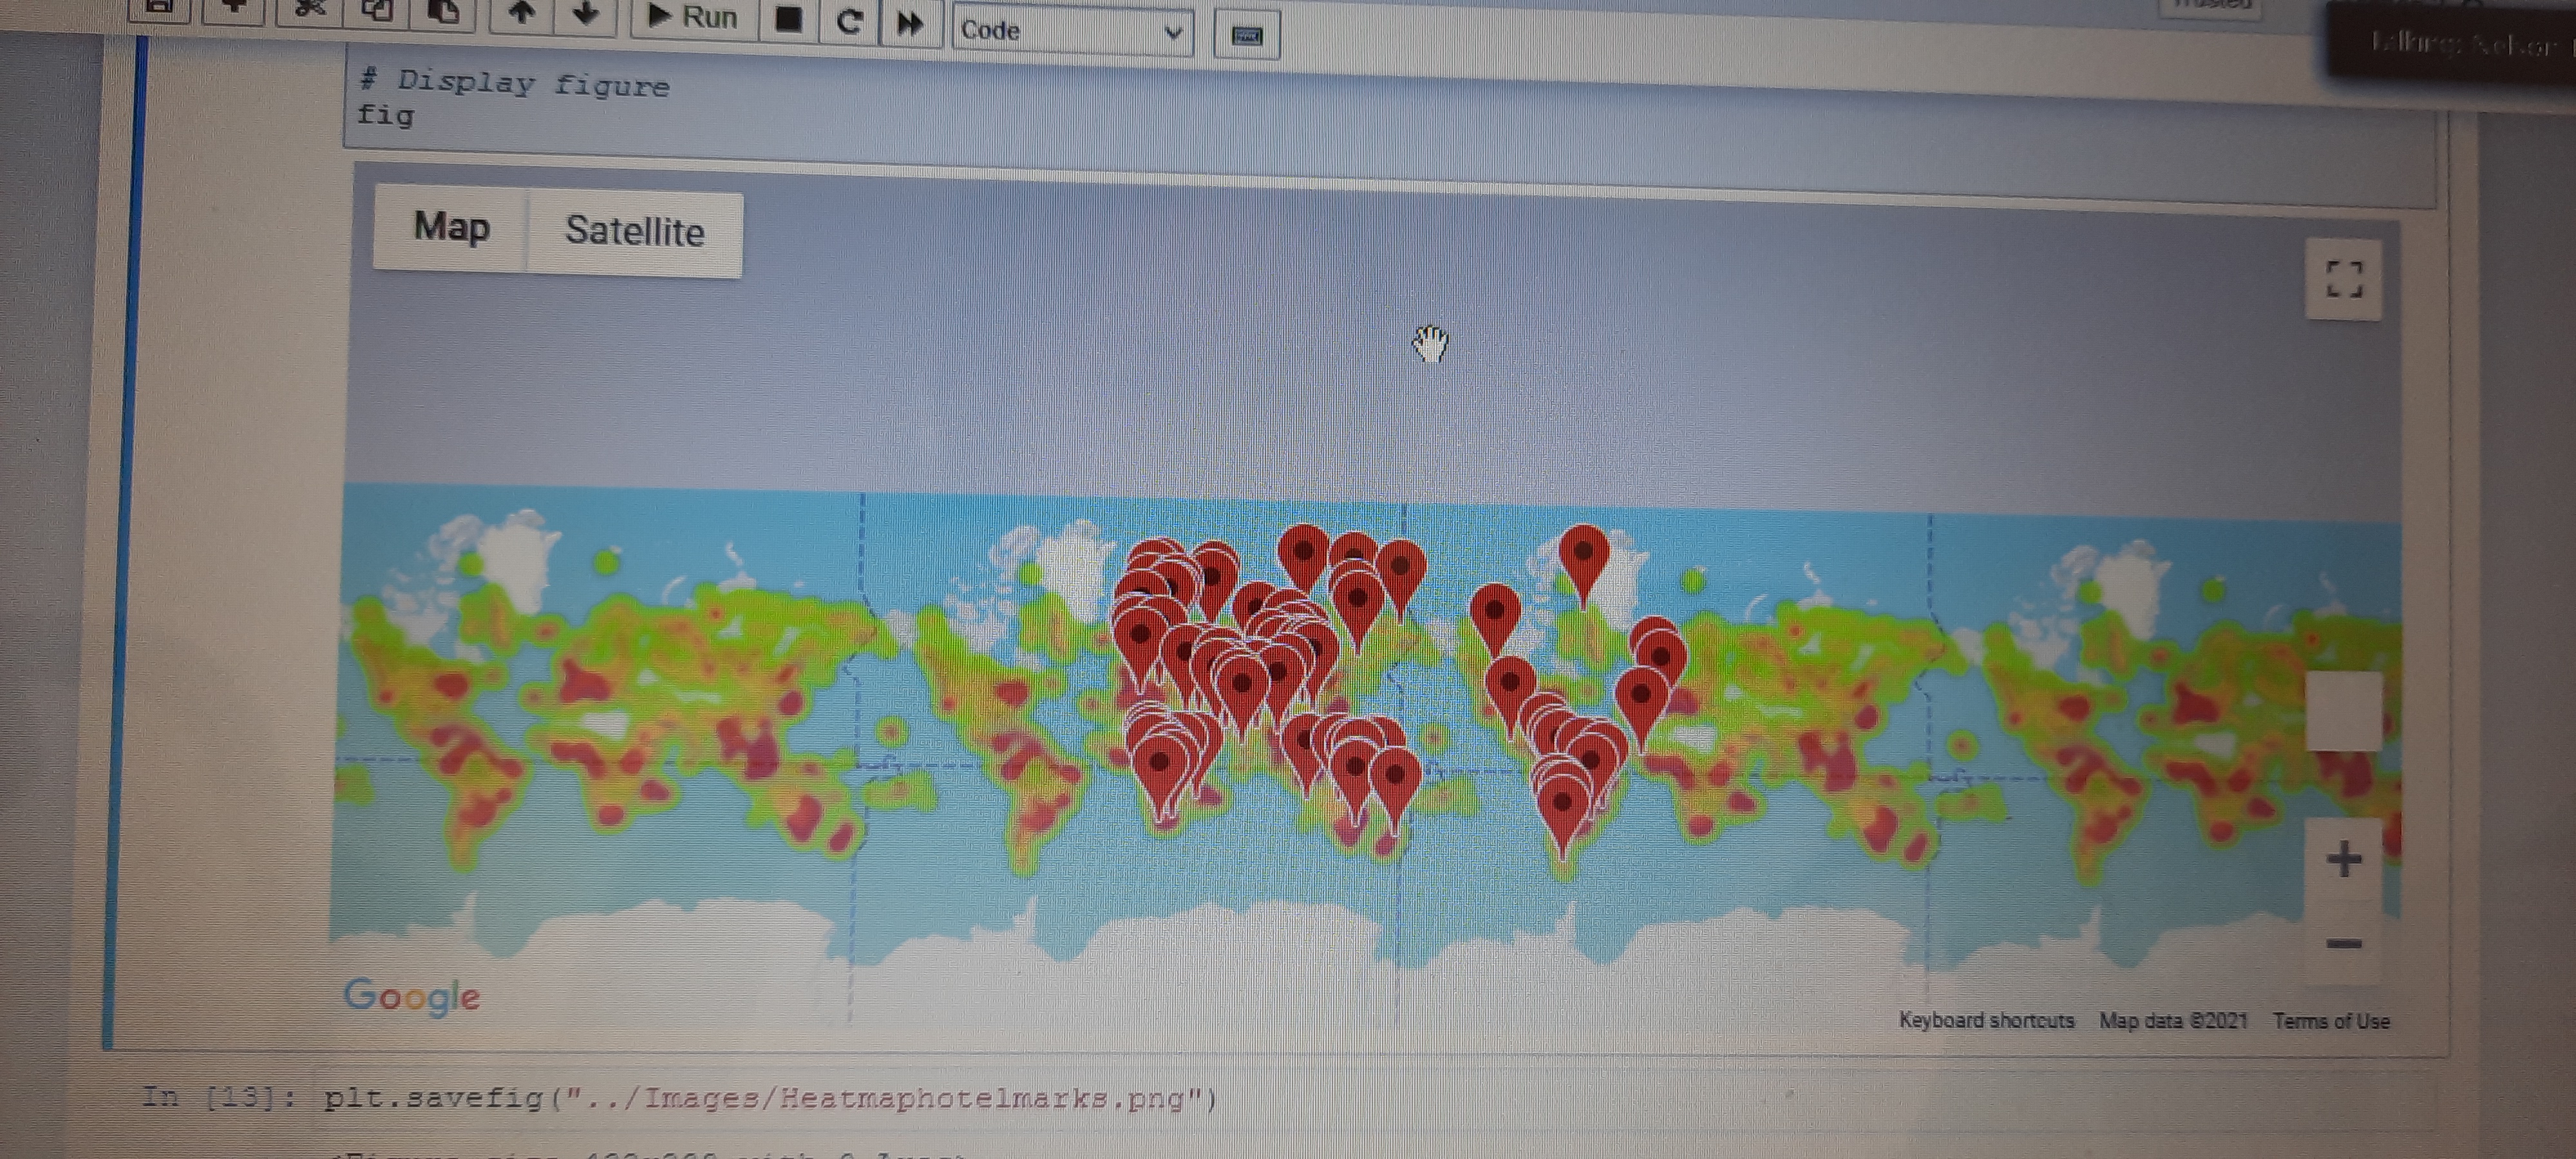 Run
Code
Trusted
# Display figure
fig
Map
Satellite
Google
Keyboard shortcuts Map data ©2021 Terms of Use
In [13]: plt.savefig("../Images/Heatmaphotelmarks.png")